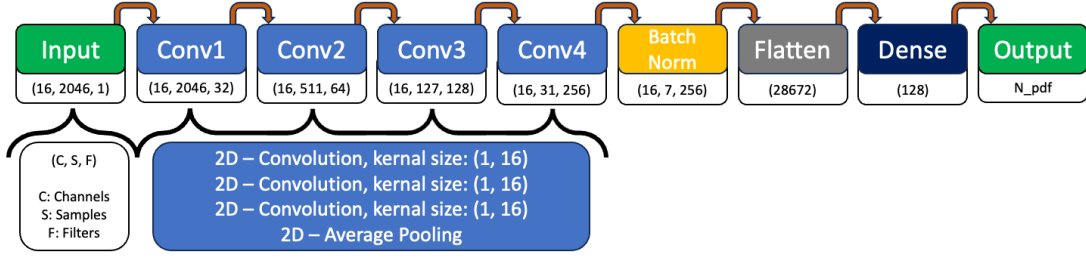 Input
Conv1
Conv2
Conv3
Conv4
Batch
Norm
Flatten
Dense
Output
(16, 2046, 1)
(16, 2046, 32)
(16, 511, 64)
(16, 127, 128)
(16, 31, 256)
(16, 7, 256)
(28672)
(128)
N_pdf
(C, S, F)
C: Channels
S: Samples
F: Filters
2D – Convolution, kernal size: (1, 16)
2D – Convolution, kernal size: (1, 16)
2D – Convolution, kernal size: (1, 16)
2D – Average Pooling